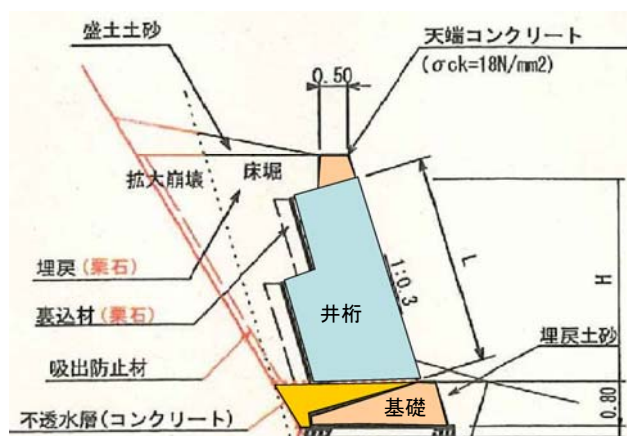 盛土土砂
天端コンクリート
(σck=18N/mm2)
0.50
拡大崩壊
床堀
埋戻(栗石)
裏込材(栗石)
吸出防止材
不透水層(コンクリート)
井桁
1:0.3
L
H
埋戻土砂
基礎
0.80